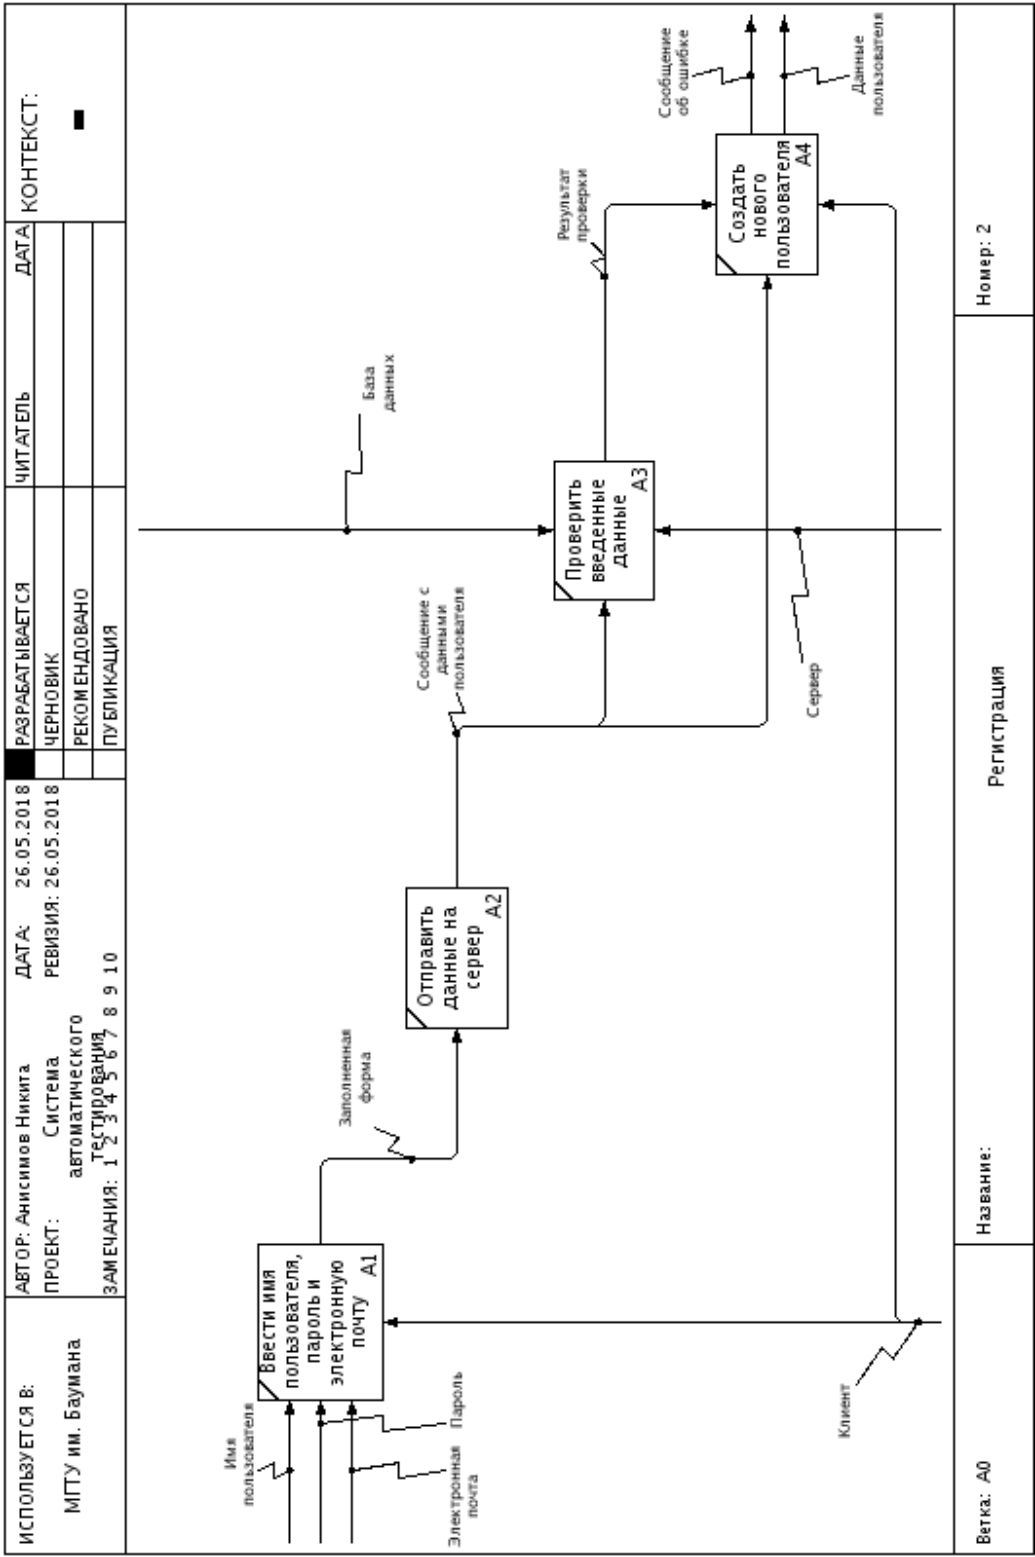 ИСПОЛЬЗУЕТСЯ В:
МГТУ им. Баумана
АВТОР: Анисимов Никита
ДАТА: 26.05.2018
ПРОЕКТ: Система
автоматического
тестирования
РЕВИЗИЯ: 26.05.2018
ЗАМЕЧАНИЯ: 1 2 3 4 5 6 7 8 9 10
РАЗРАБАТЫВАЕТСЯ
ЧЕРНОВИК
РЕКОМЕНДОВАНО
ПУБЛИКАЦИЯ
ЧИТАТЕЛЬ
ДАТА
КОНТЕКСТ:
Имя
пользователя
Пароль
Электронная
почта
Ввести имя
пользователя,
пароль и
электронную
почту
A1
Заполненная
форма
Отправить
данные на
сервер
A2
Сообщение с
данными
пользователя
База
данных
Проверить
введенные
данные
A3
Результат
проверки
Создать
нового
пользователя
A4
Сообщение
об ошибке
Данные
пользователя
Сервер
Клиент
Ветка: A0
Название:
Регистрация
Номер: 2